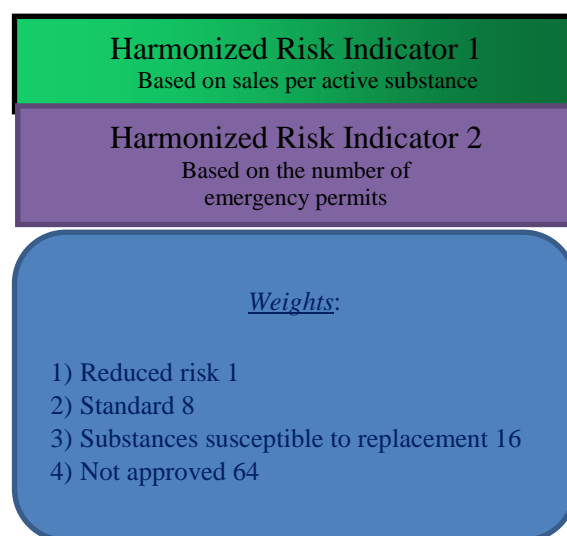 Harmonized Risk Indicator 1
Based on sales per active substance
Harmonized Risk Indicator 2
Based on the number of
emergency permits
Weights:
1) Reduced risk 1
2) Standard 8
3) Substances susceptible to replacement 16
4) Not approved 64